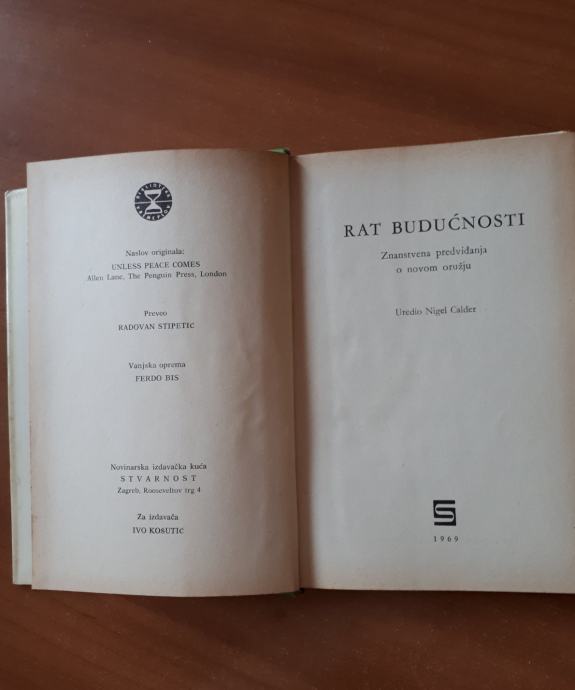 Naslov originala:
UNLESS PEACE COMES
Allen Lane, The Penguin Press, London
Preveo
RADOVAN STIPETIC
Vanjska oprema
FERDO BIS
Novinarska izdavačka kuća
STVARNOST
Zagreb, Rooseveltov trg 4
Za izdavača
IVO KOŠUTIĆ
RAT BUDUĆNOSTI
Znanstvena predviđanja
o novom oružju
Uredio Nigel Calder
1969